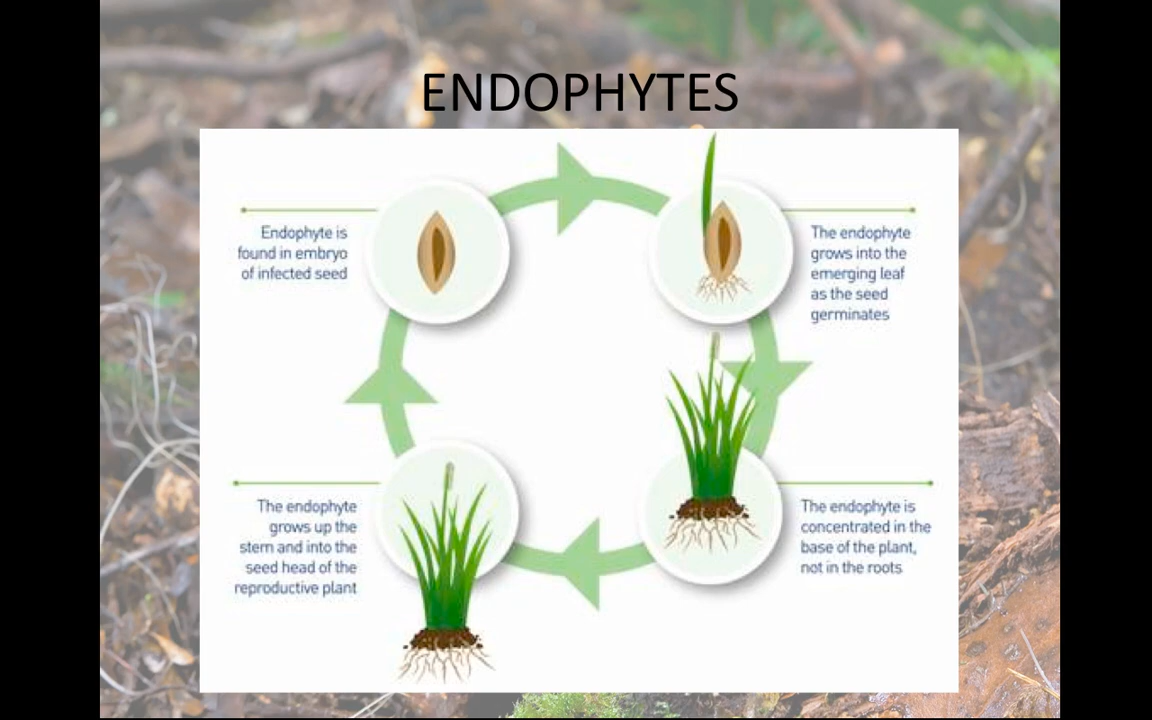 ENDOPHYTES
Endophyte is
found in embryo
of infected seed
The endophyte
grows into the
emerging leaf
as the seed
germinates
The endophyte
grows up the
stem and into the
seed head of the
reproductive plant
The endophyte is
concentrated in the
base of the plant,
not in the roots